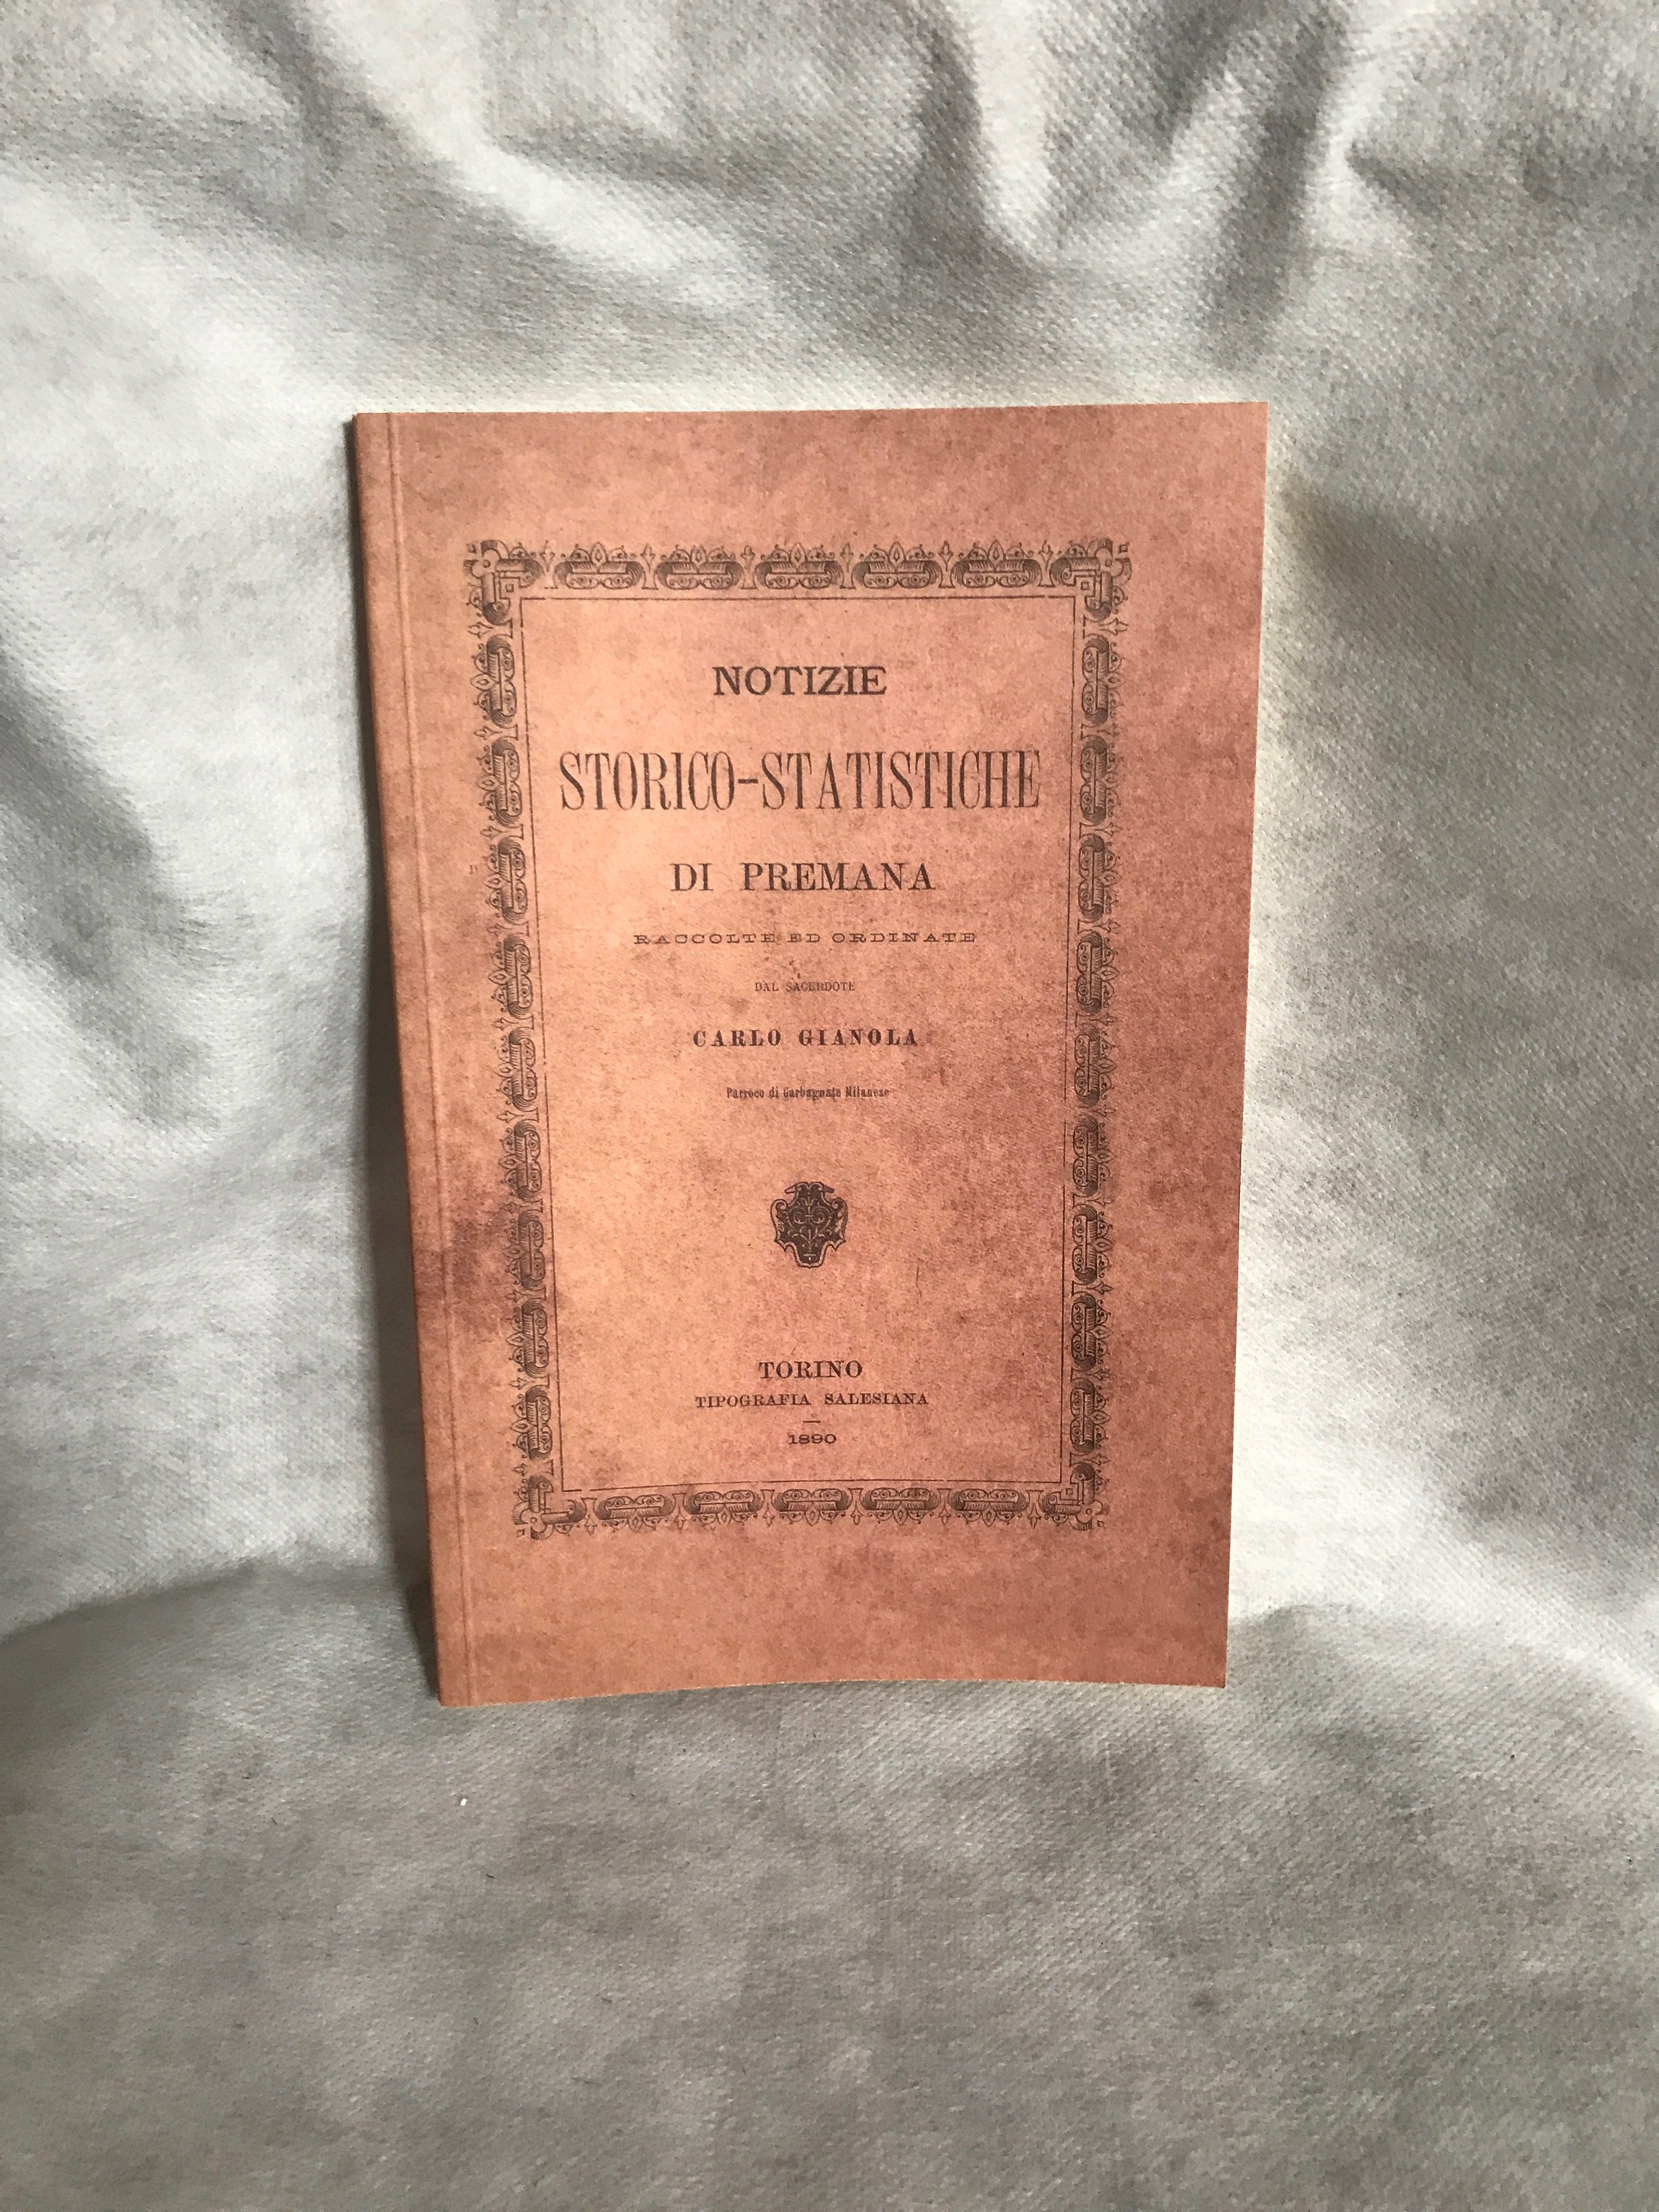 NOTIZIE
STORICO-STATISTICHE
DI PREMANA
RACCOLTE ED ORDINATE
DAL SACERDOTE
CARLO GIANOLA
Parroco di Garbagnate Milanese
TORINO
TIPOGRAFIA SALESIANA
1890